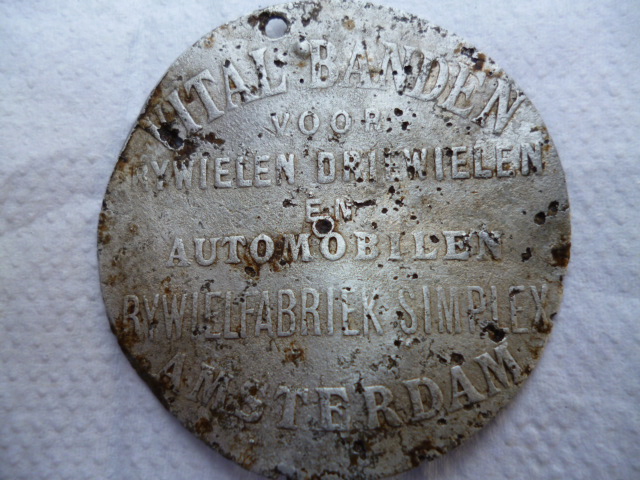 VITAL BANDEN
VOOR
RYWIELEN DRIEWIELEN
EN
AUTOMOBILEN
RYWIELFABRIEK SIMPLEX
AMSTERDAM